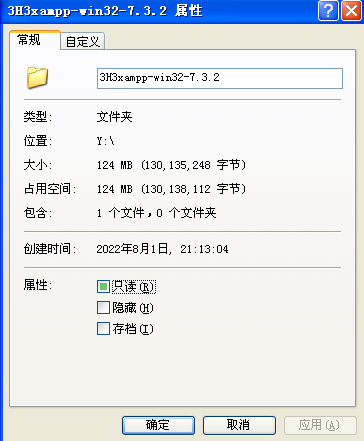 3H3xampp-win32-7.3.2 属性
常规 自定义
3H3xampp-win32-7.3.2
类型: 文件夹
位置: Y:\
大小: 124 MB (130,135,248 字节)
占用空间: 124 MB (130,138,112 字节)
包含: 1 个文件，0 个文件夹
创建时间: 2022年8月1日, 21:13:04
属性: 只读(R)
隐藏(H)
存档(I)
确定 取消 应用(A)